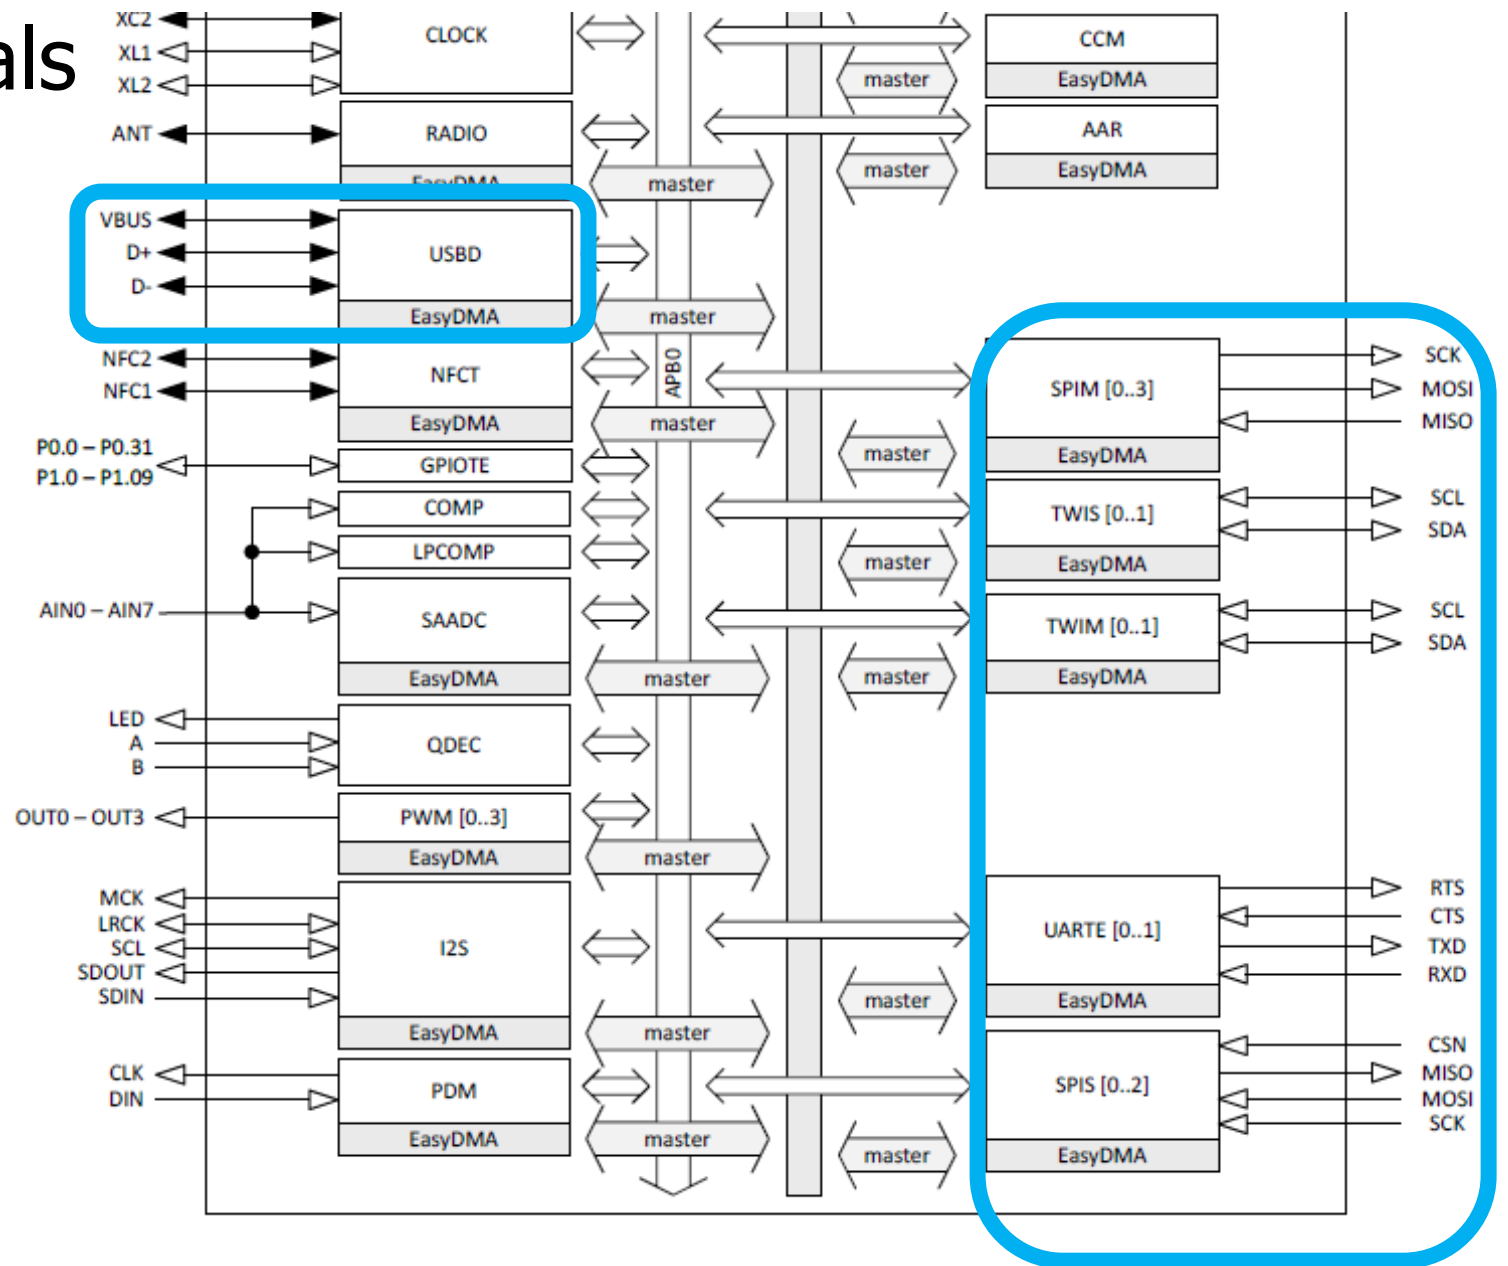 als
XC2
XL1
XL2
CLOCK
ANT
RADIO
EasyDMA
master
VBUS
D+
D-
USBD
EasyDMA
master
NFC2
NFC1
NFCT
EasyDMA
master
APB0
P0.0 – P0.31
P1.0 – P1.09
GPIOTE
COMP
LPCOMP
AIN0 – AIN7
SAADC
EasyDMA
master
LED
A
B
QDEC
OUT0 – OUT3
PWM [0..3]
EasyDMA
master
MCK
LRCK
SCL
SDOUT
SDIN
I2S
EasyDMA
master
CLK
DIN
PDM
EasyDMA
master
CCM
master
EasyDMA
AAR
master
EasyDMA
SPIM [0..3]
master
EasyDMA
SCK
MOSI
MISO
TWIS [0..1]
master
EasyDMA
SCL
SDA
TWIM [0..1]
master
EasyDMA
SCL
SDA
UARTE [0..1]
master
EasyDMA
RTS
CTS
TXD
RXD
SPIS [0..2]
master
EasyDMA
CSN
MISO
MOSI
SCK